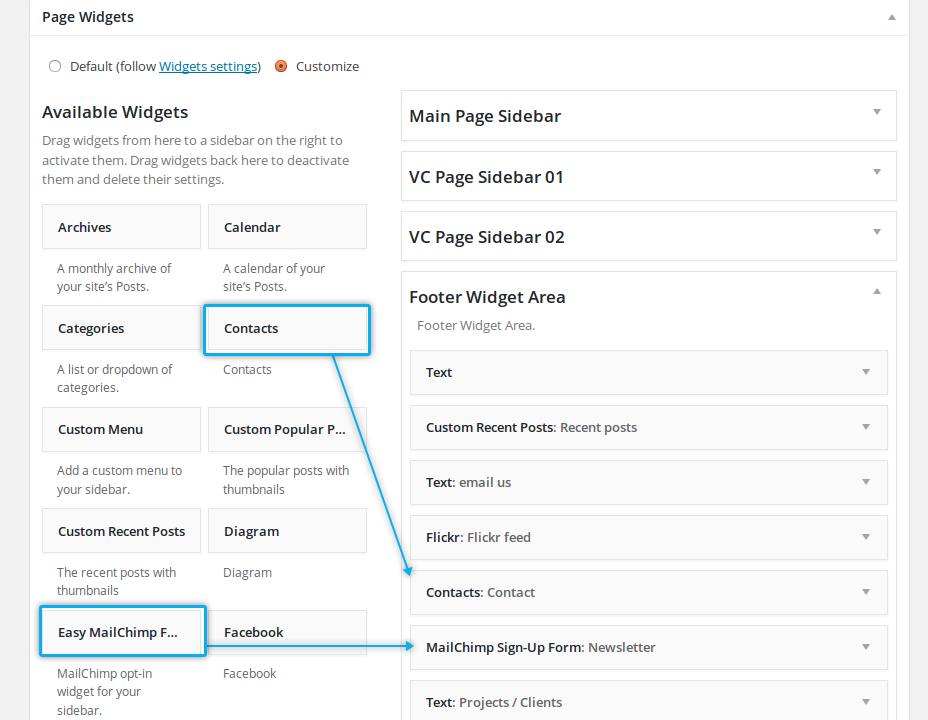 Page Widgets
Default (follow Widgets settings)
Customize
Available Widgets
Drag widgets from here to a sidebar on the right to
activate them. Drag widgets back here to deactivate
them and delete their settings.
Archives
Calendar
A monthly archive of
your site's Posts.
A calendar of your
site's Posts.
Categories
Contacts
A list or dropdown of
categories.
Contacts
Custom Menu
Custom Popular P...
Add a custom menu to
your sidebar.
The popular posts with
thumbnails
Custom Recent Posts
Diagram
The recent posts with
thumbnails
Diagram
Easy MailChimp F...
Facebook
MailChimp opt-in
widget for your
sidebar.
Facebook
Main Page Sidebar
VC Page Sidebar 01
VC Page Sidebar 02
Footer Widget Area
Footer Widget Area.
Text
Custom Recent Posts: Recent posts
Text: email us
Flickr: Flickr feed
Contacts: Contact
MailChimp Sign-Up Form: Newsletter
Text: Projects / Clients